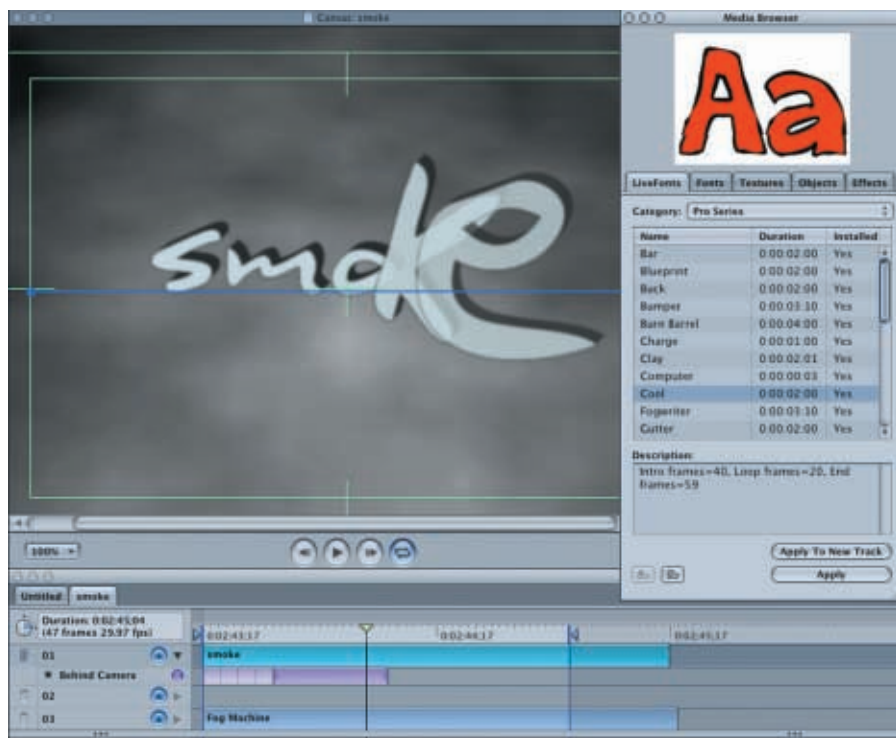 Canvas: smoke
smoke
100%
Media Browser
Aa
LiveFonts Fonts Textures Objects Effects
Category: Pro Series
Name Duration Installed
Bar 0:00:02:00 Yes
Blueprint 0:00:02:00 Yes
Buck 0:00:02:00 Yes
Bumper 0:00:03:10 Yes
Burn Barrel 0:00:04:00 Yes
Charge 0:00:01:00 Yes
Clay 0:00:02:01 Yes
Computer 0:00:00:03 Yes
Cool 0:00:02:00 Yes
Fogwriter 0:00:03:10 Yes
Gutter 0:00:02:00 Yes
Description:
Intro frames=40, Loop frames=20, End
frames=59
Apply To New Track
Apply
Untitled smoke
Duration: 0:02:45;04
(47 frames 29.97 fps)
0:02:43;17 0:02:44;17 0:02:45;17
01 smoke
Behind Camera
02
03 Fog Machine